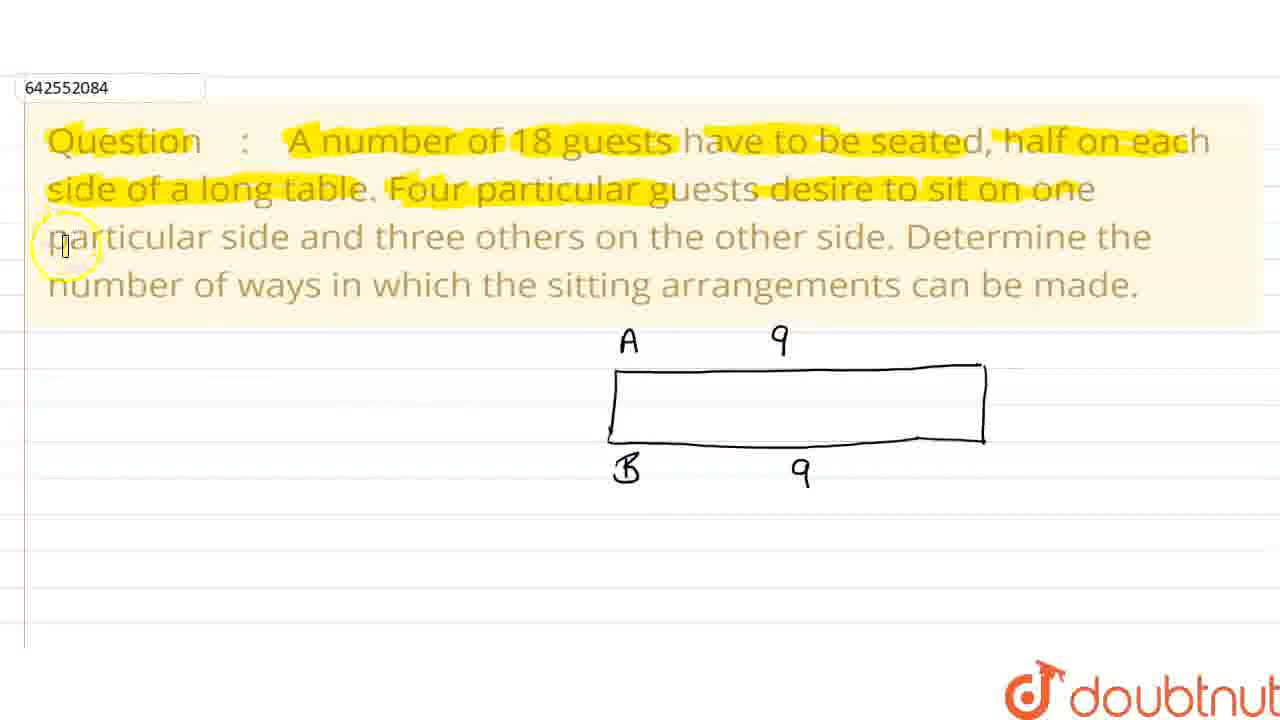 642552084
Question : A number of 18 guests have to be seated, half on each
side of a long table. Four particular guests desire to sit on one
particular side and three others on the other side. Determine the
number of ways in which the sitting arrangements can be made.
A 9
B 9
doubtnut